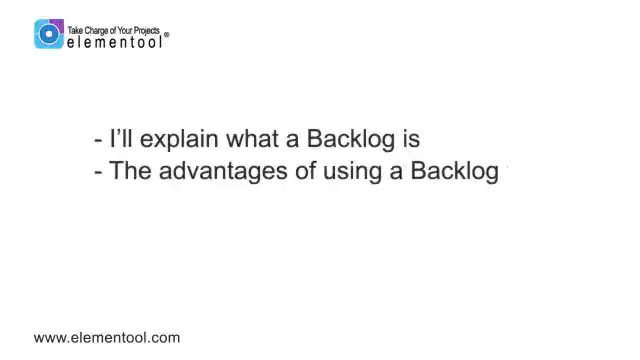 Take Charge of Your Projects
elementool®
- I'll explain what a Backlog is
- The advantages of using a Backlog
www.elementool.com